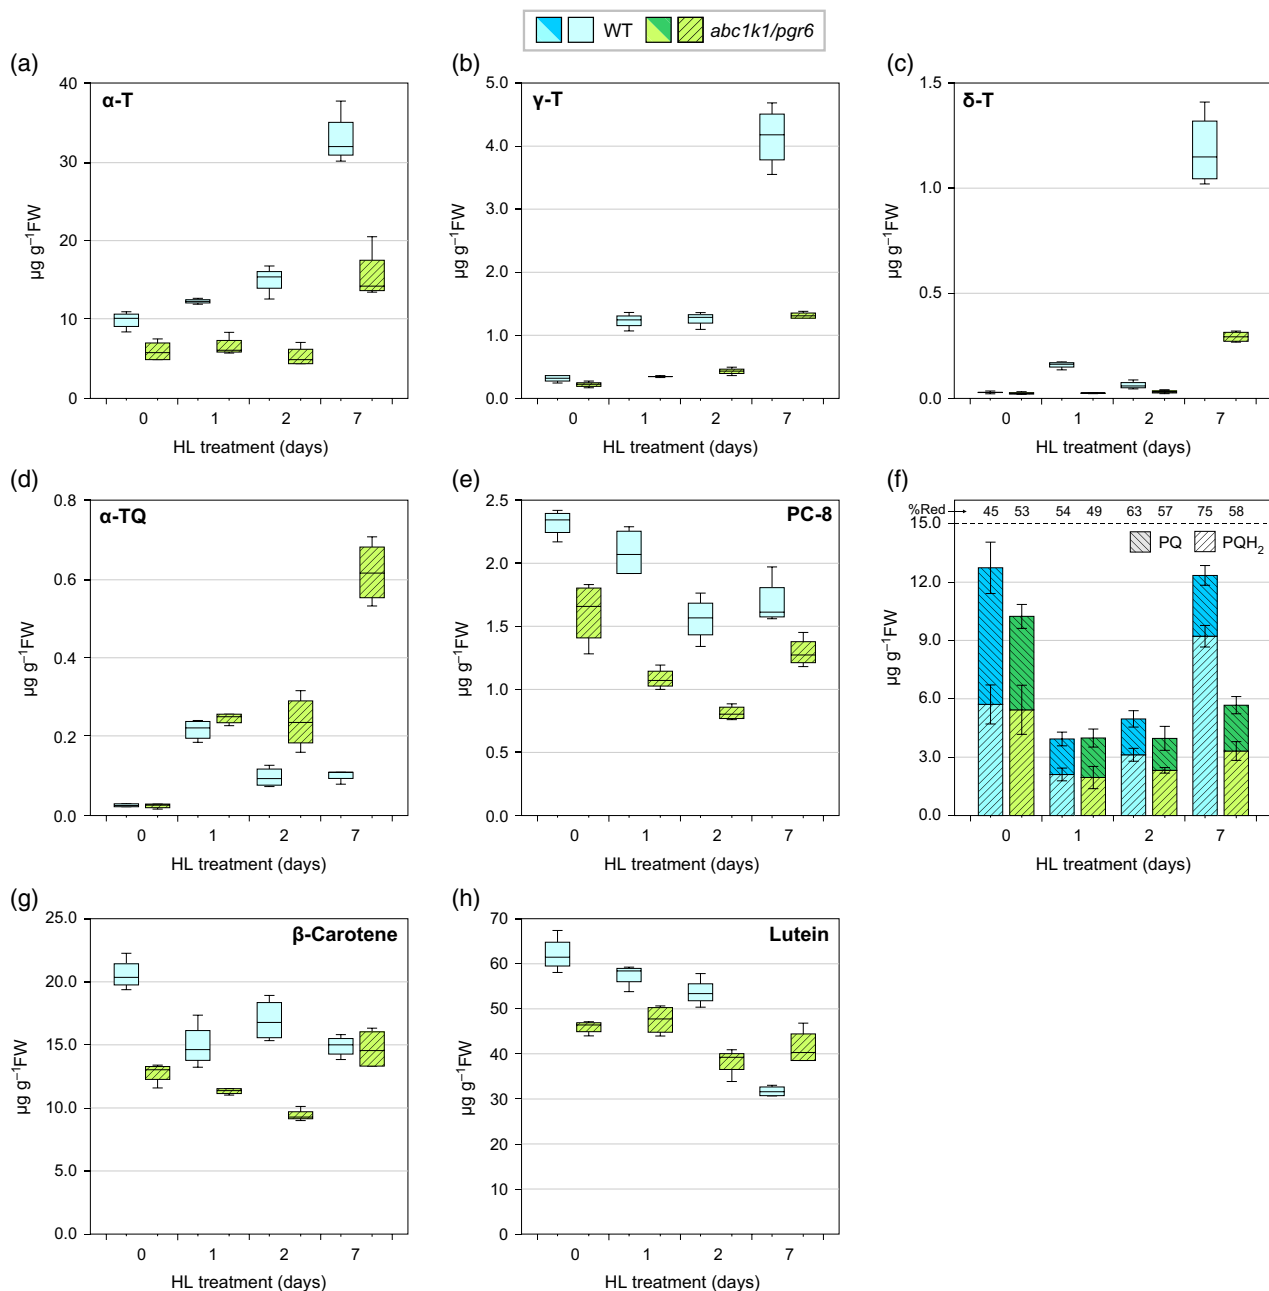 WT abc1k1/pgr6
(a)
α-T
40
30
20
10
0
µg g⁻¹FW
0 1 2 7
HL treatment (days)
(b)
γ-T
5.0
4.0
3.0
2.0
1.0
0.0
µg g⁻¹FW
0 1 2 7
HL treatment (days)
(c)
δ-T
1.5
1.0
0.5
0.0
µg g⁻¹FW
0 1 2 7
HL treatment (days)
(d)
α-TQ
0.8
0.6
0.4
0.2
0.0
µg g⁻¹FW
0 1 2 7
HL treatment (days)
(e)
PC-8
2.5
2.0
1.5
1.0
0.5
0.0
µg g⁻¹FW
0 1 2 7
HL treatment (days)
(f)
%Red 45 53 54 49 63 57 75 58
PQ PQH₂
15.0
12.0
9.0
6.0
3.0
0.0
µg g⁻¹FW
0 1 2 7
HL treatment (days)
(g)
β-Carotene
25.0
20.0
15.0
10.0
5.0
0.0
µg g⁻¹FW
0 1 2 7
HL treatment (days)
(h)
Lutein
70
60
50
40
30
20
10
0
µg g⁻¹FW
0 1 2 7
HL treatment (days)